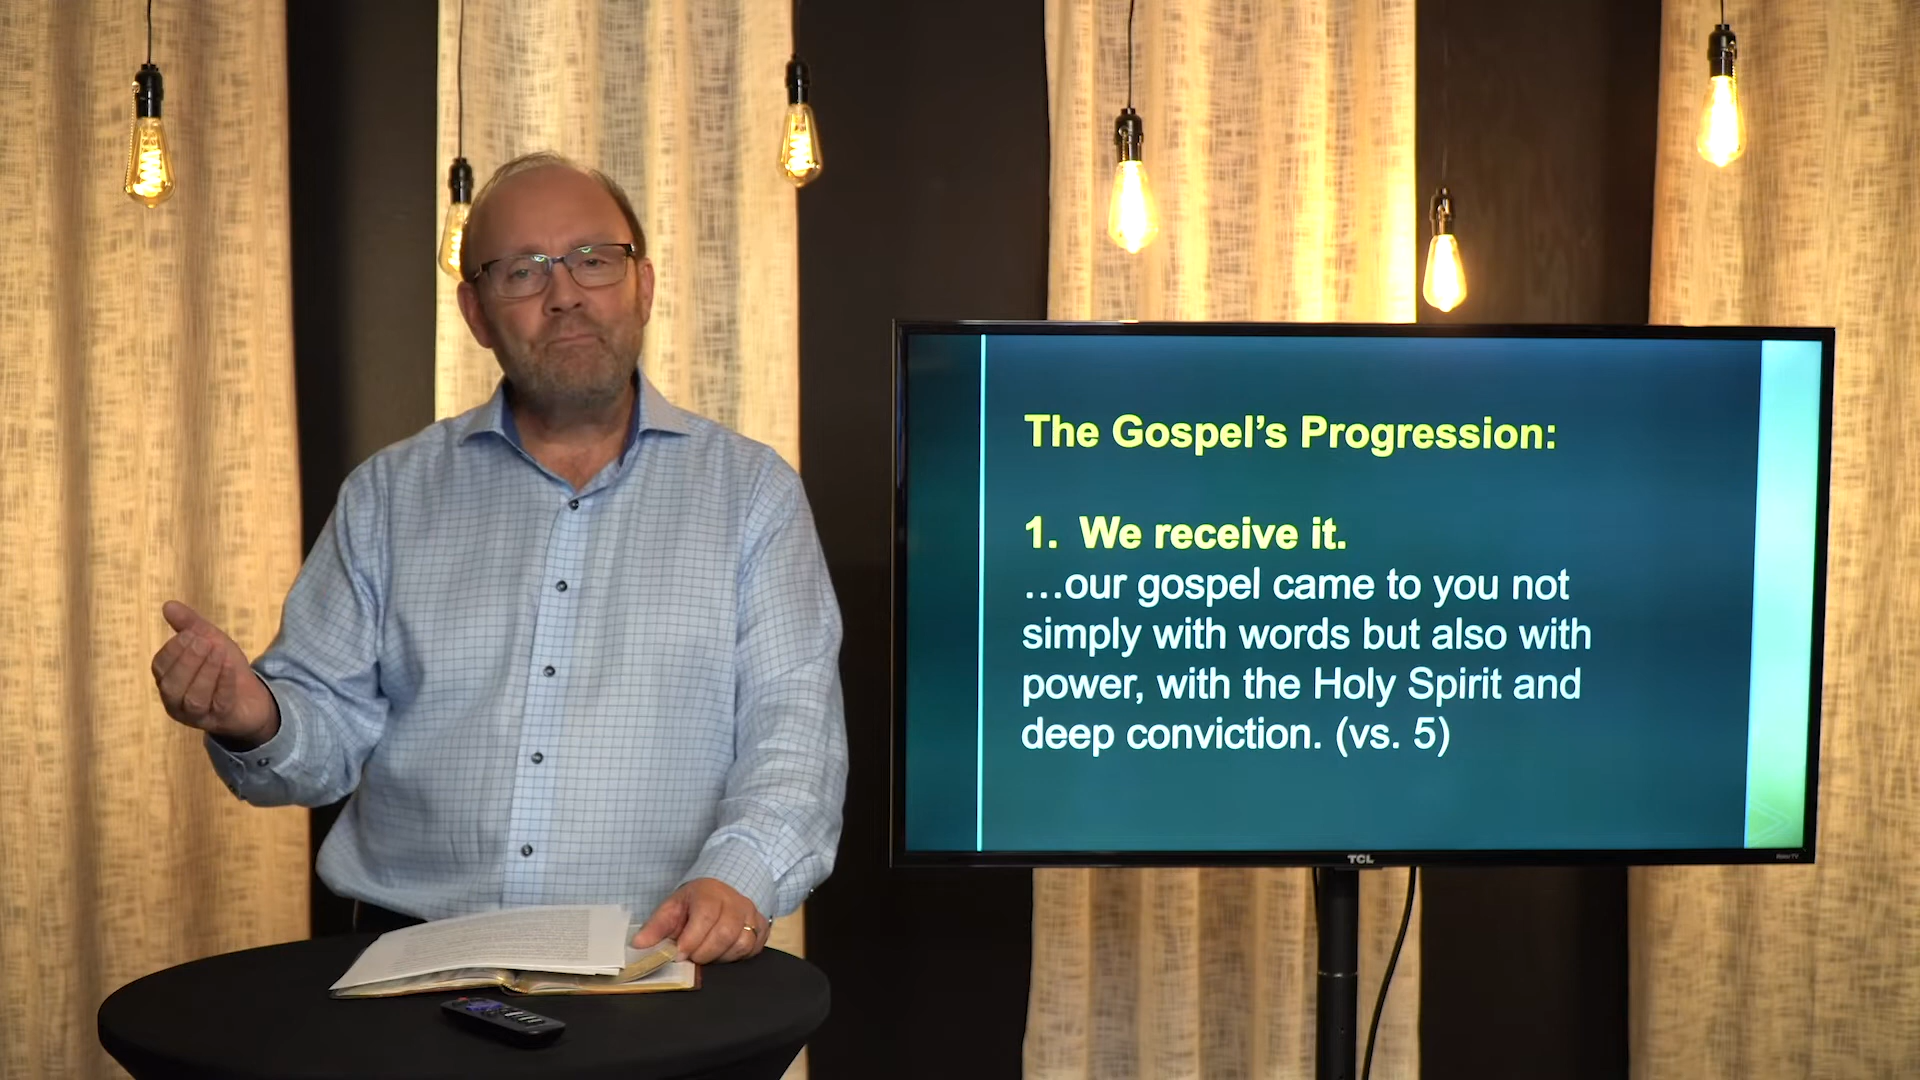 The Gospel’s Progression:
1. We receive it.
…our gospel came to you not
simply with words but also with
power, with the Holy Spirit and
deep conviction. (vs. 5)
TCL